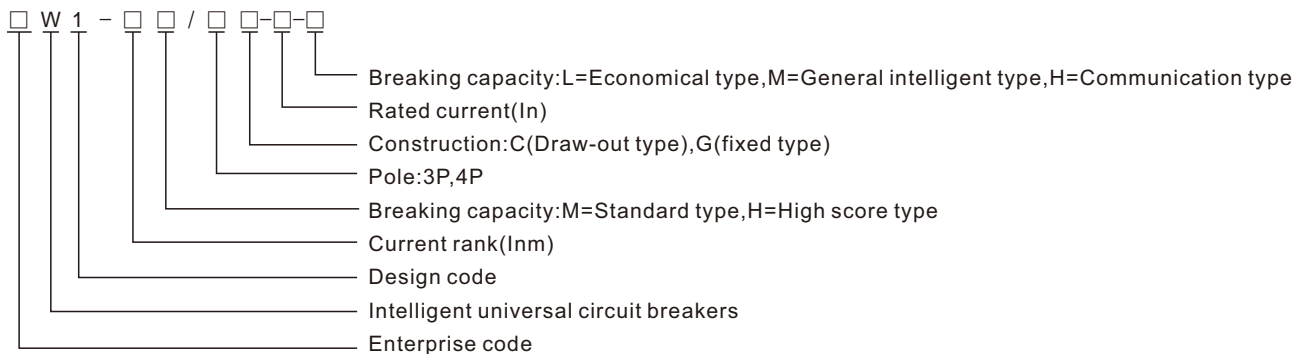 □ W 1 - □ □ / □ □-□-□
Breaking capacity:L=Economical type,M=General intelligent type,H=Communication type
Rated current(In)
Construction:C(Draw-out type),G(fixed type)
Pole:3P,4P
Breaking capacity:M=Standard type,H=High score type
Current rank(Inm)
Design code
Intelligent universal circuit breakers
Enterprise code